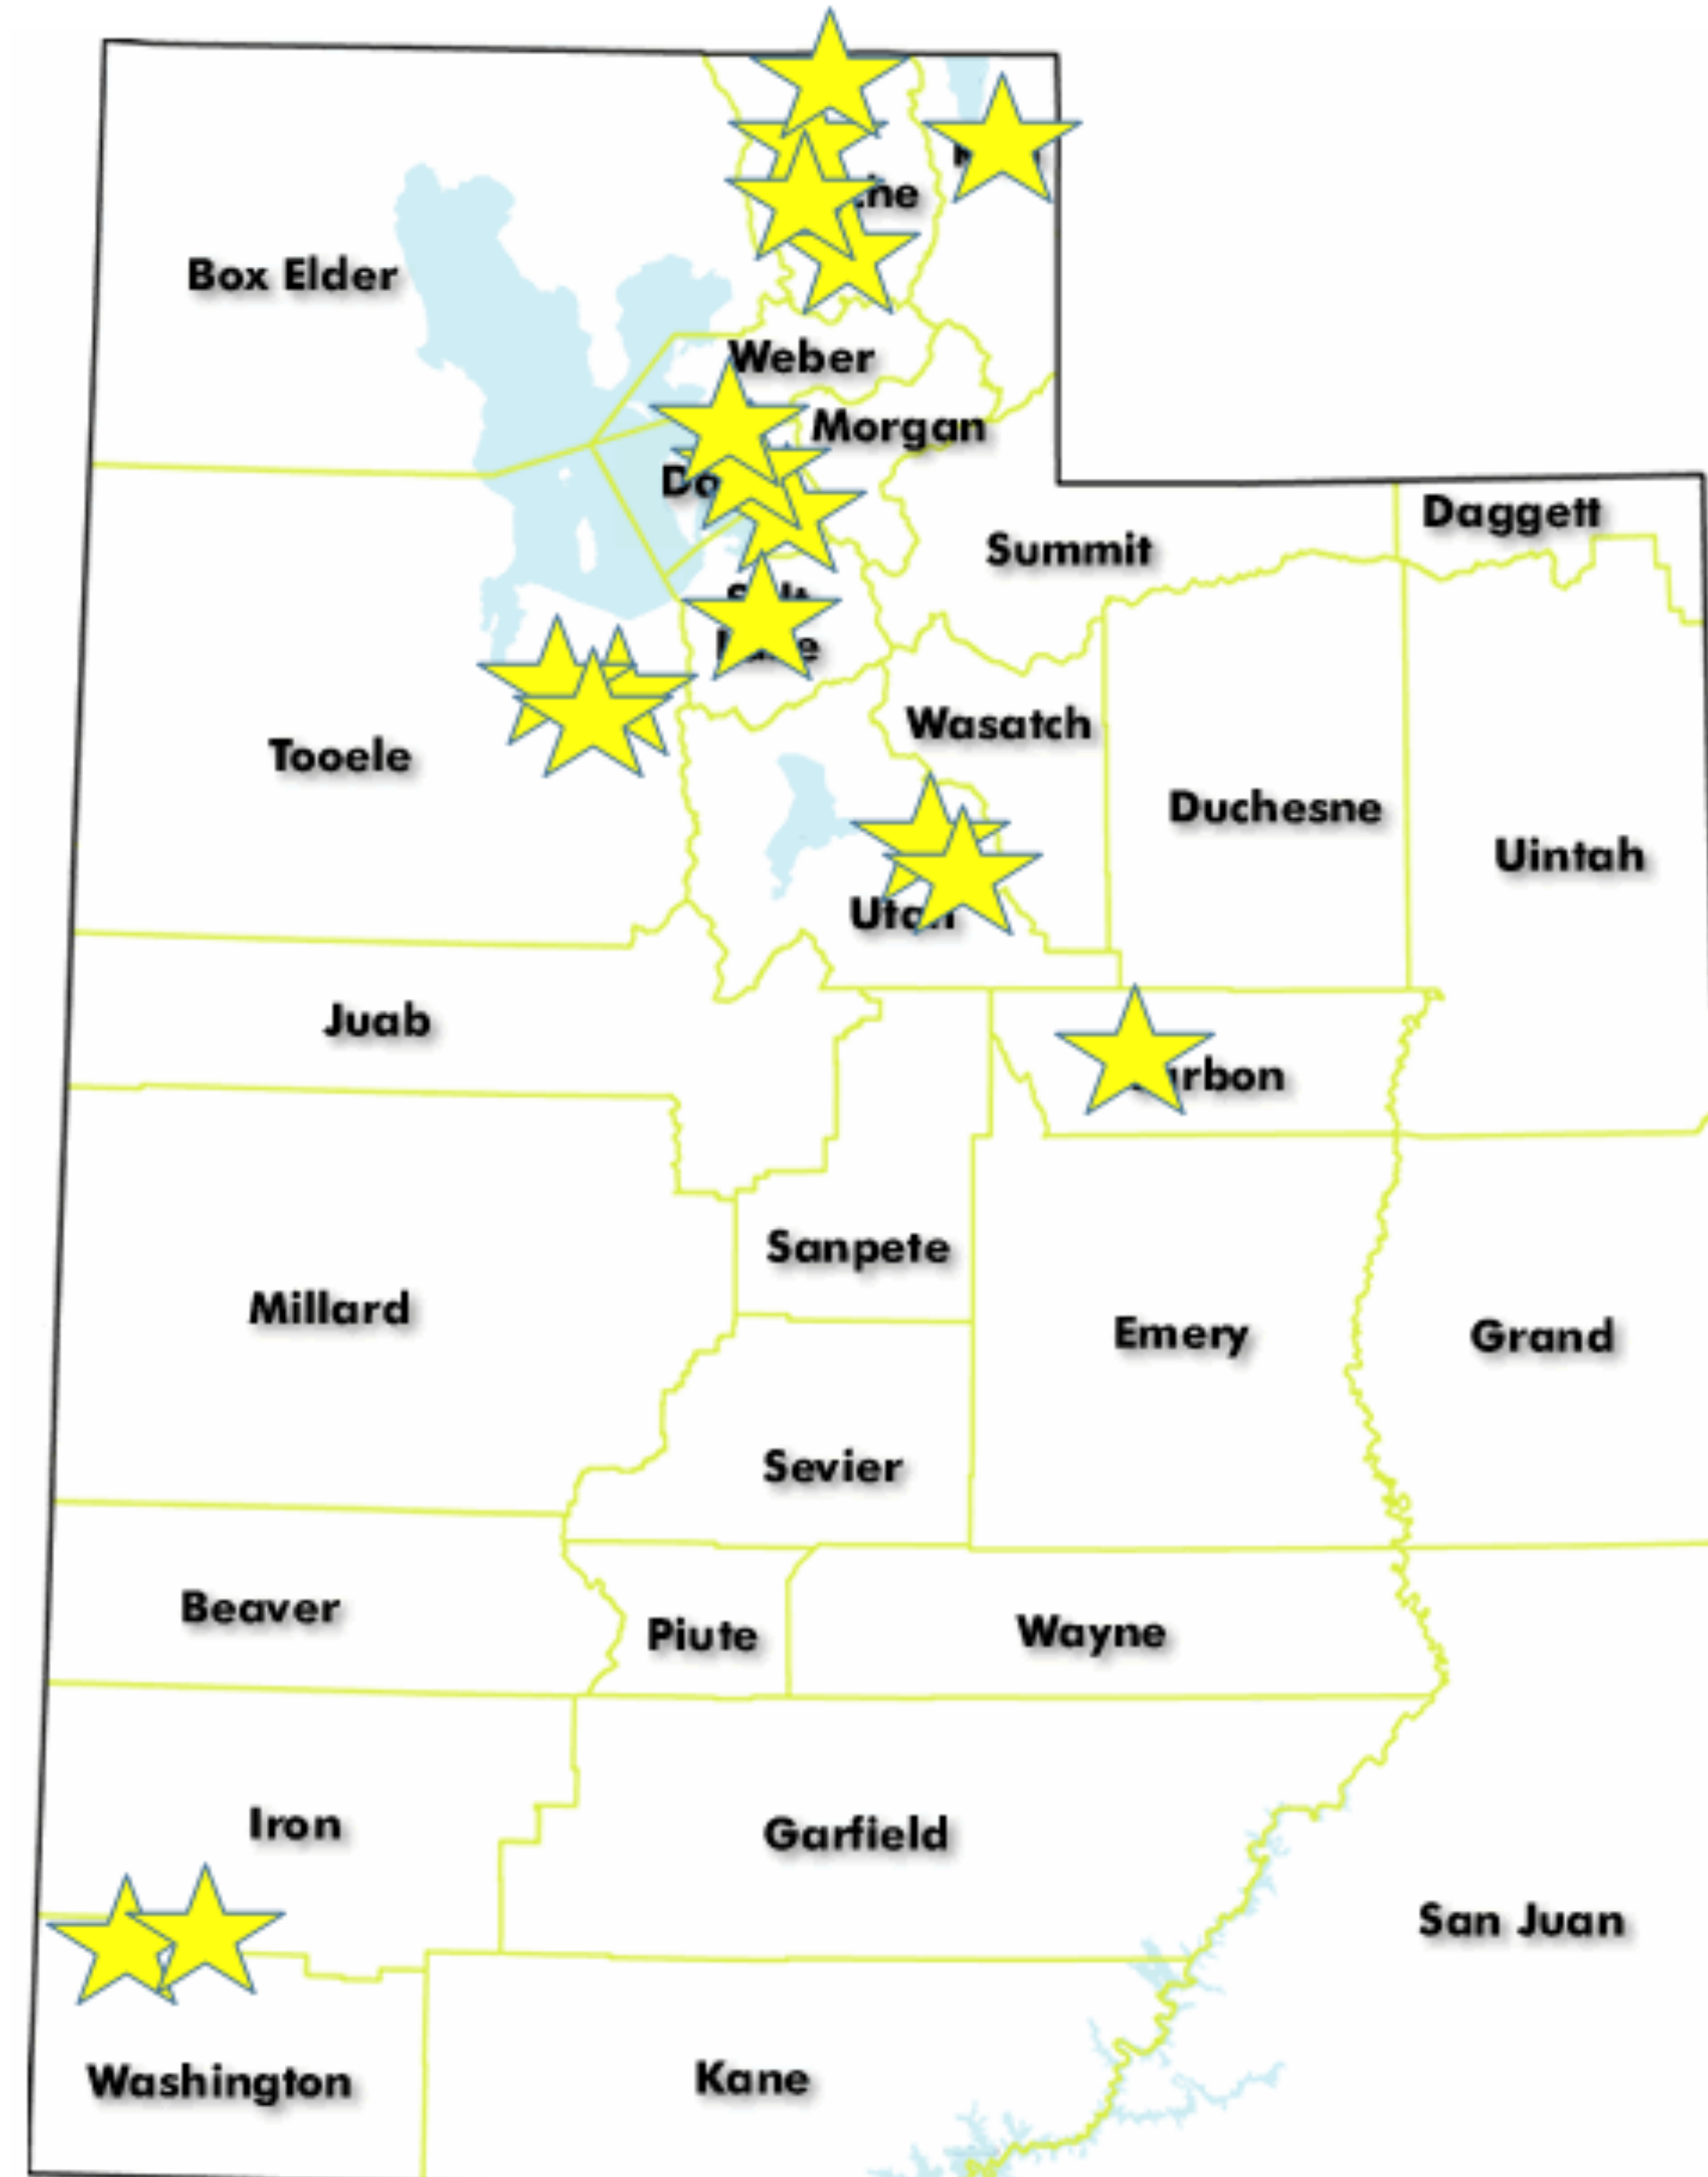 Box Elder
Weber
Morgan
Daggett
Summit
Wasatch
Tooele
Duchesne
Uintah
Utah
Juab
Sanpete
Millard
Emery
Grand
Sevier
Beaver
Piute
Wayne
Iron
Garfield
San Juan
Washington
Kane